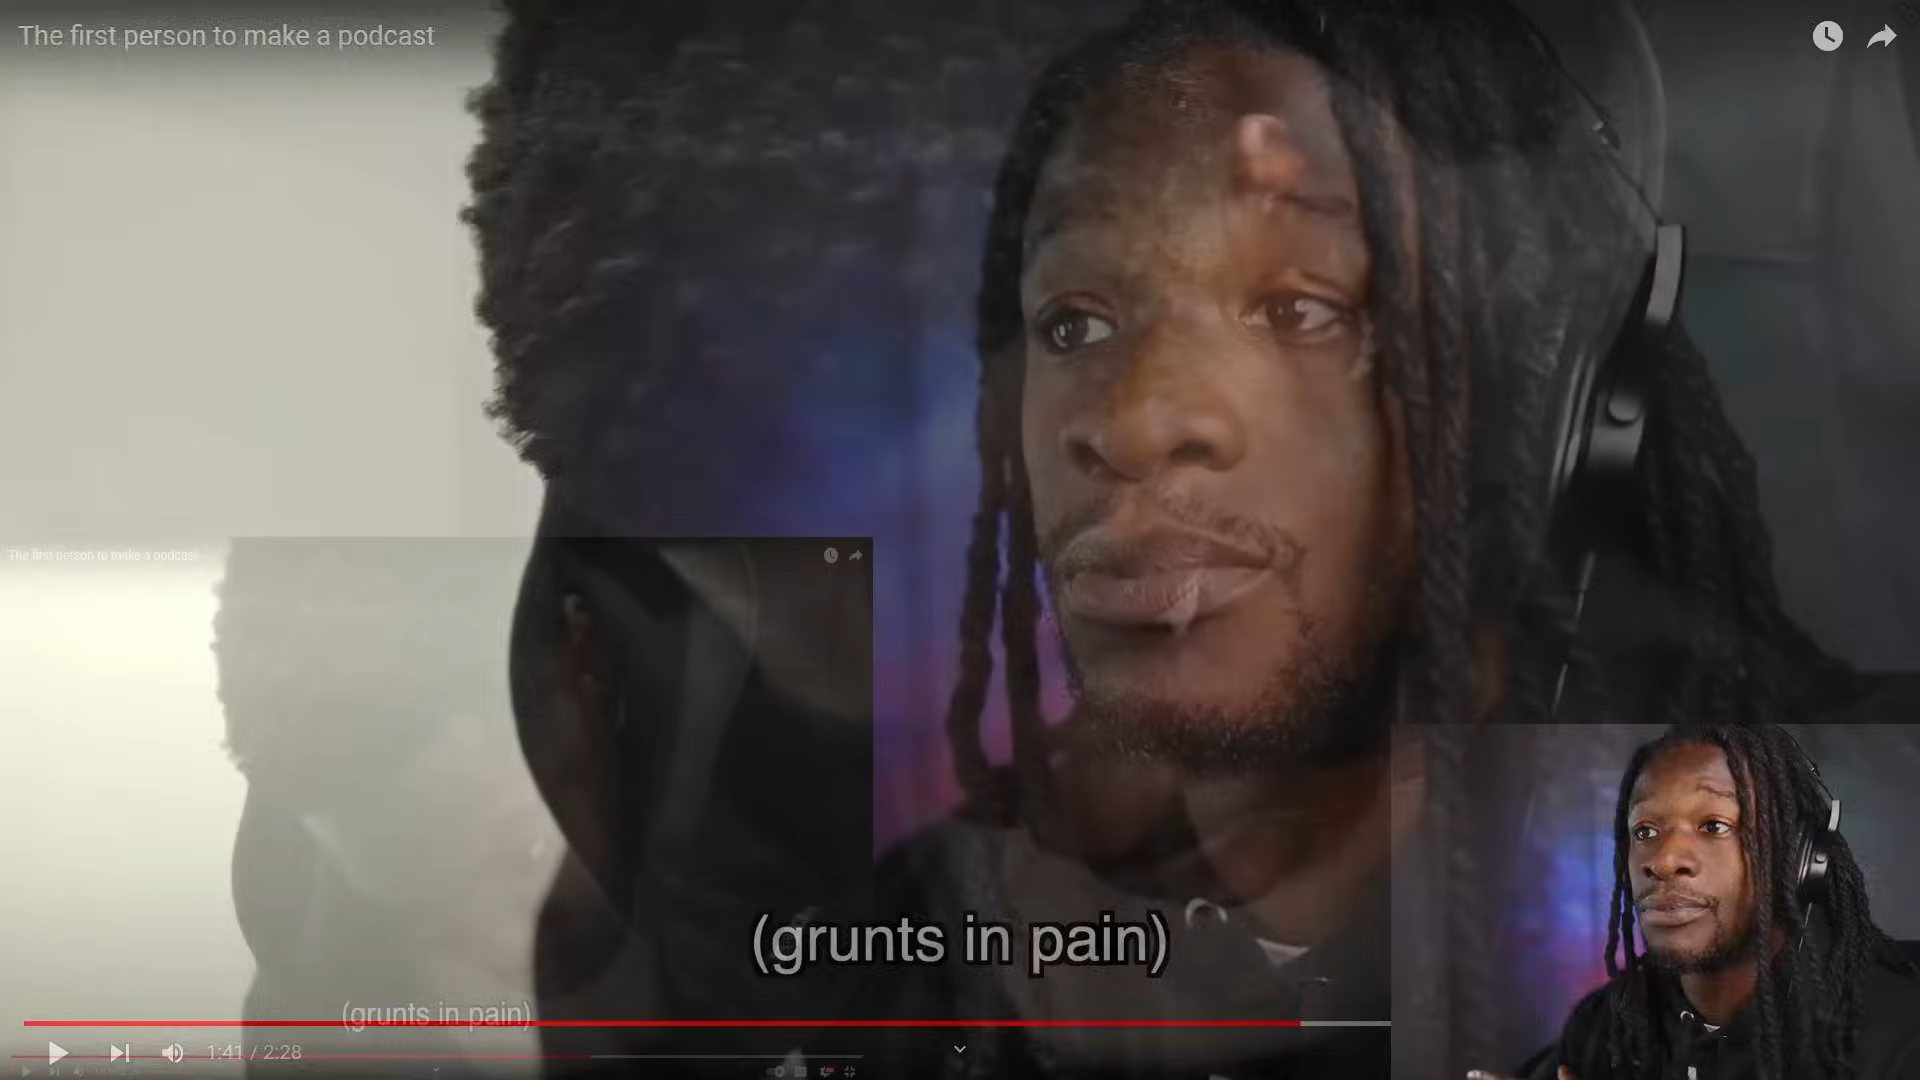 The first person to make a podcast
The first person to make a podcast
(grunts in pain)
(grunts in pain)
1:41 / 2:28